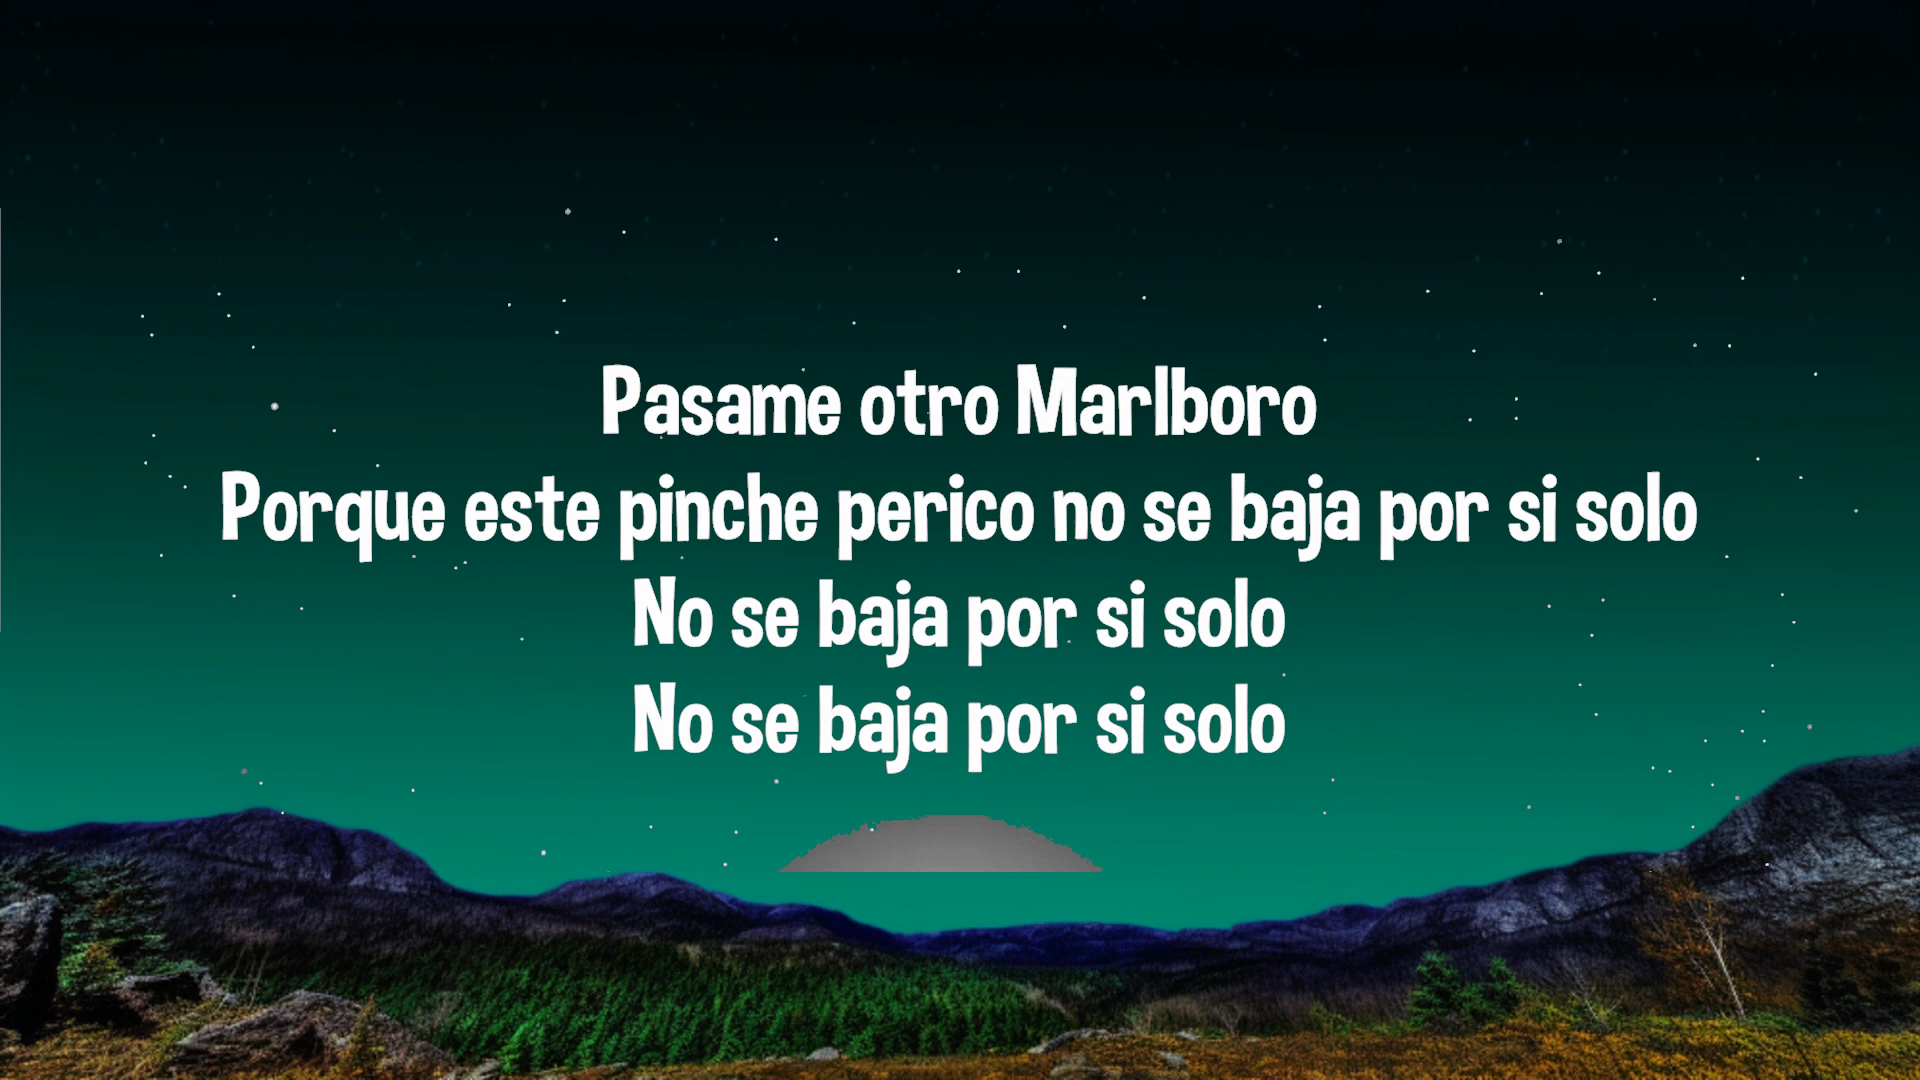 Pasame otro Marlboro
Porque este pinche perico no se baja por si solo
No se baja por si solo
No se baja por si solo